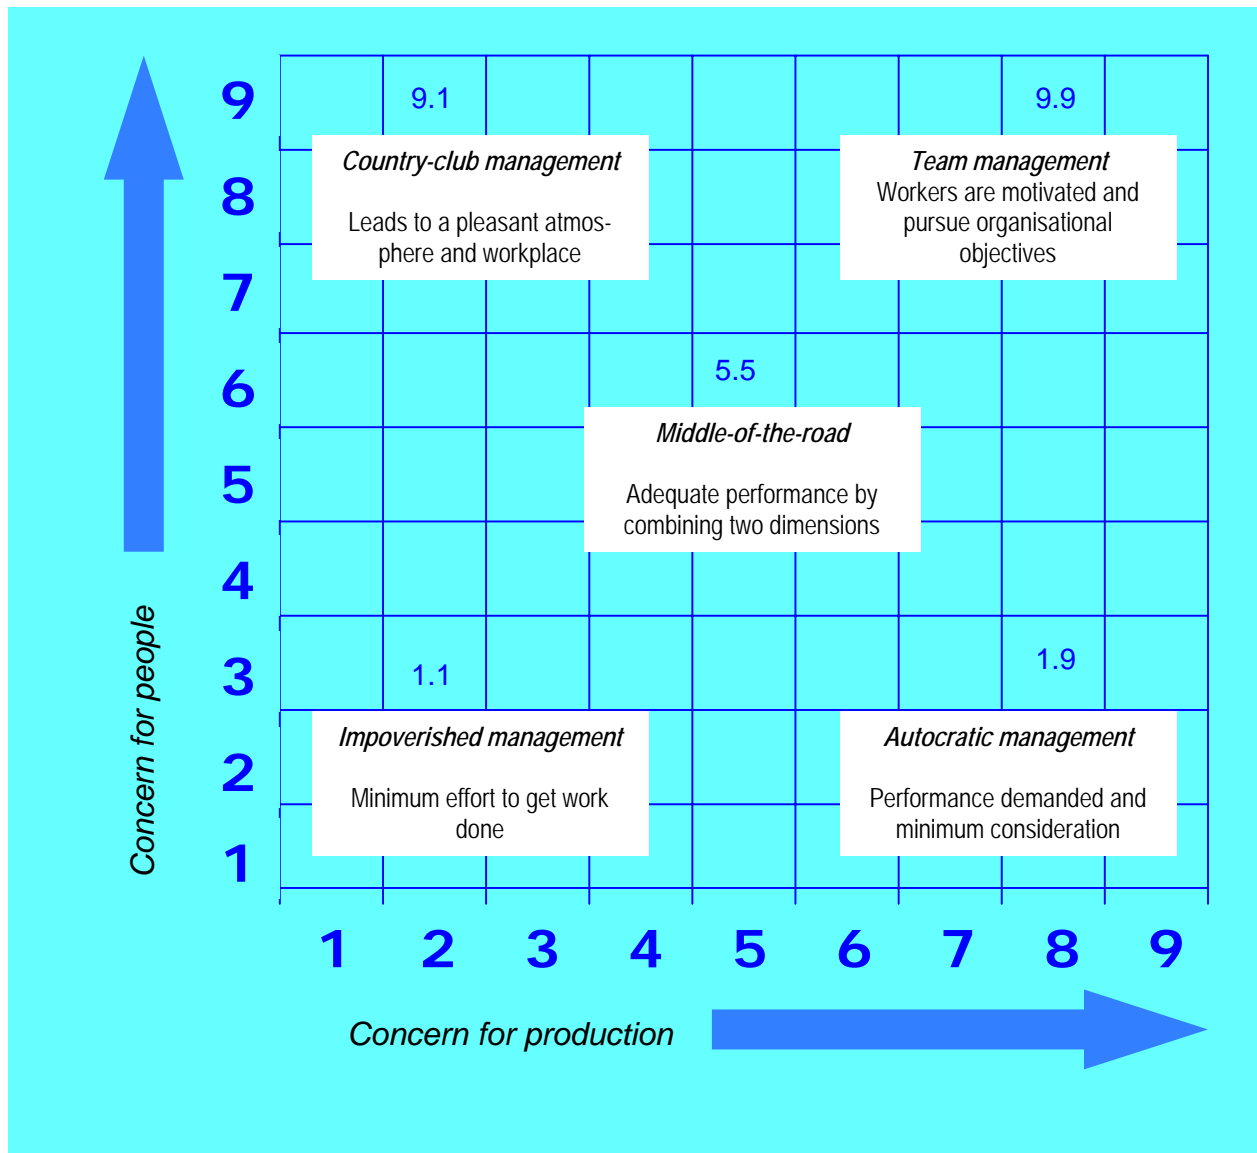 9
9.1
9.9
Country-club management
Leads to a pleasant atmos-
phere and workplace
Team management
Workers are motivated and
pursue organisational
objectives
8
7
6
5.5
Middle-of-the-road
Adequate performance by
combining two dimensions
5
4
3
1.1
1.9
Impoverished management
Minimum effort to get work
done
Autocratic management
Performance demanded and
minimum consideration
2
1
Concern for people
1 2 3 4 5 6 7 8 9
Concern for production